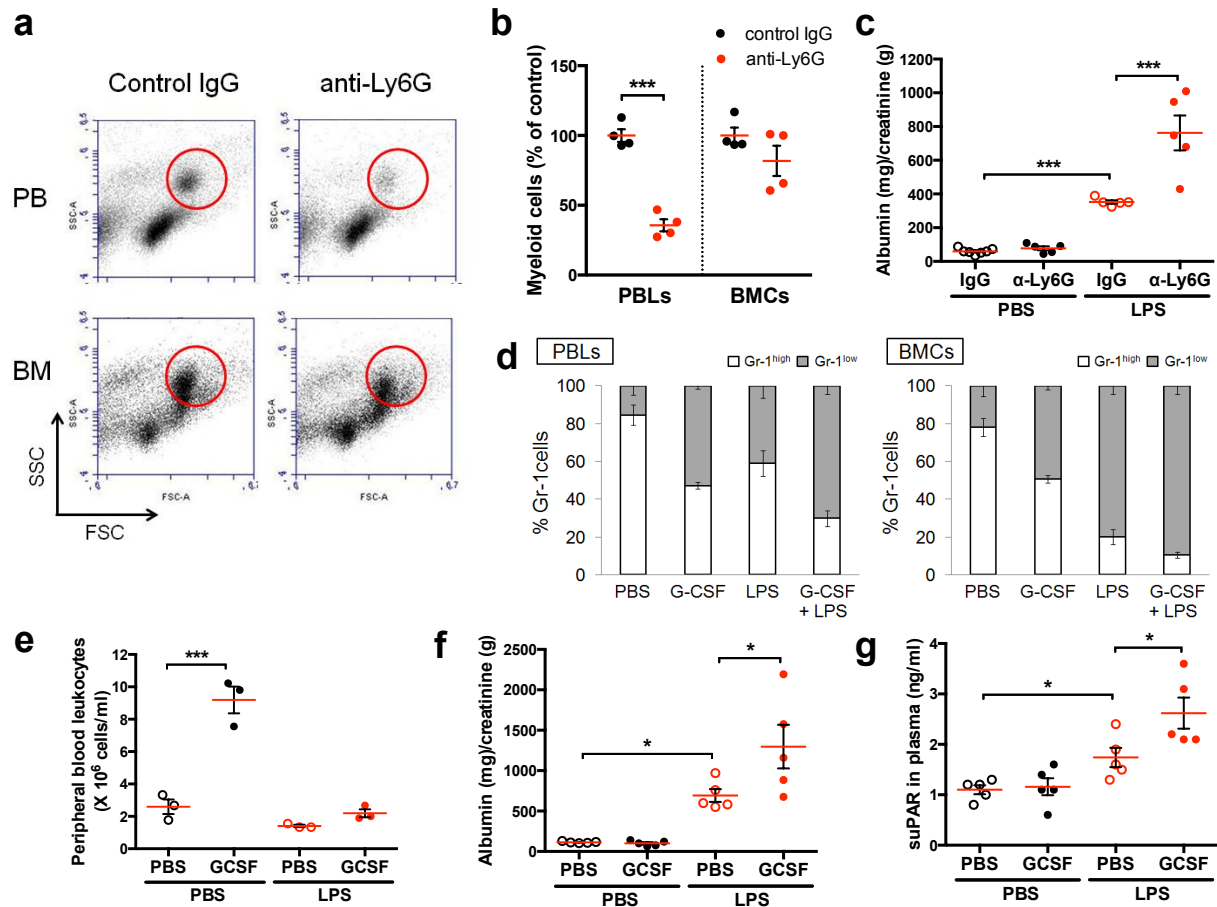 a
Control IgG
anti-Ly6G
PB
BM
SSC-A
SSC-A
SSC-A
SSC-A
FSC-A
FSC-A
SSC
FSC
b
control IgG
anti-Ly6G
Myeloid cells (% of control)
150
100
50
0
***
PBLs
BMCs
c
Albumin (mg)/creatinine (g)
1200
1000
800
600
400
200
0
***
***
IgG
α-Ly6G
IgG
α-Ly6G
PBS
LPS
d
PBLs
Gr-1high
Gr-1low
% Gr-1cells
100
80
60
40
20
0
PBS
G-CSF
LPS
G-CSF
+ LPS
BMCs
Gr-1high
Gr-1low
% Gr-1cells
100
80
60
40
20
0
PBS
G-CSF
LPS
G-CSF
+ LPS
e
Peripheral blood leukocytes
(X 10⁶ cells/ml)
12
10
8
6
4
2
0
***
PBS
GCSF
PBS
GCSF
PBS
LPS
f
Albumin (mg)/creatinine (g)
2500
2000
1500
1000
500
0
*
*
PBS
GCSF
PBS
GCSF
PBS
LPS
g
suPAR in plasma (ng/ml)
4
3
2
1
0
*
*
PBS
GCSF
PBS
GCSF
PBS
LPS